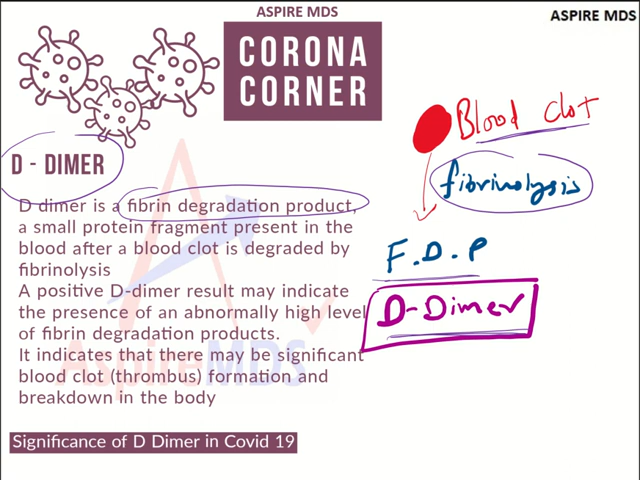 ASPIRE MDS
ASPIRE MDS
CORONA
CORNER
D - DIMER
D dimer is a fibrin degradation product,
a small protein fragment present in the
blood after a blood clot is degraded by
fibrinolysis
A positive D-dimer result may indicate
the presence of an abnormally high level
of fibrin degradation products.
It indicates that there may be significant
blood clot (thrombus) formation and
breakdown in the body
Significance of D Dimer in Covid 19
Blood clot
fibrinolysis
F.D.P
D-Dimer
AspireMDS